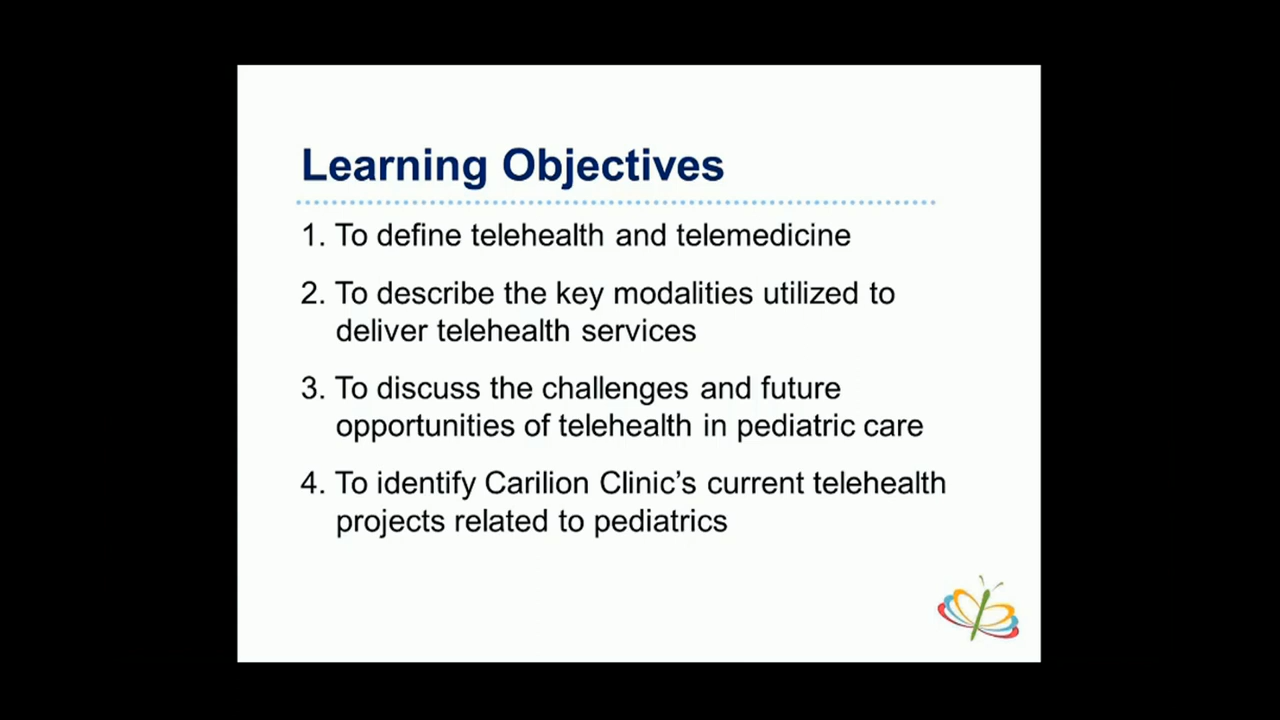 Learning Objectives
1. To define telehealth and telemedicine
2. To describe the key modalities utilized to
deliver telehealth services
3. To discuss the challenges and future
opportunities of telehealth in pediatric care
4. To identify Carilion Clinic's current telehealth
projects related to pediatrics